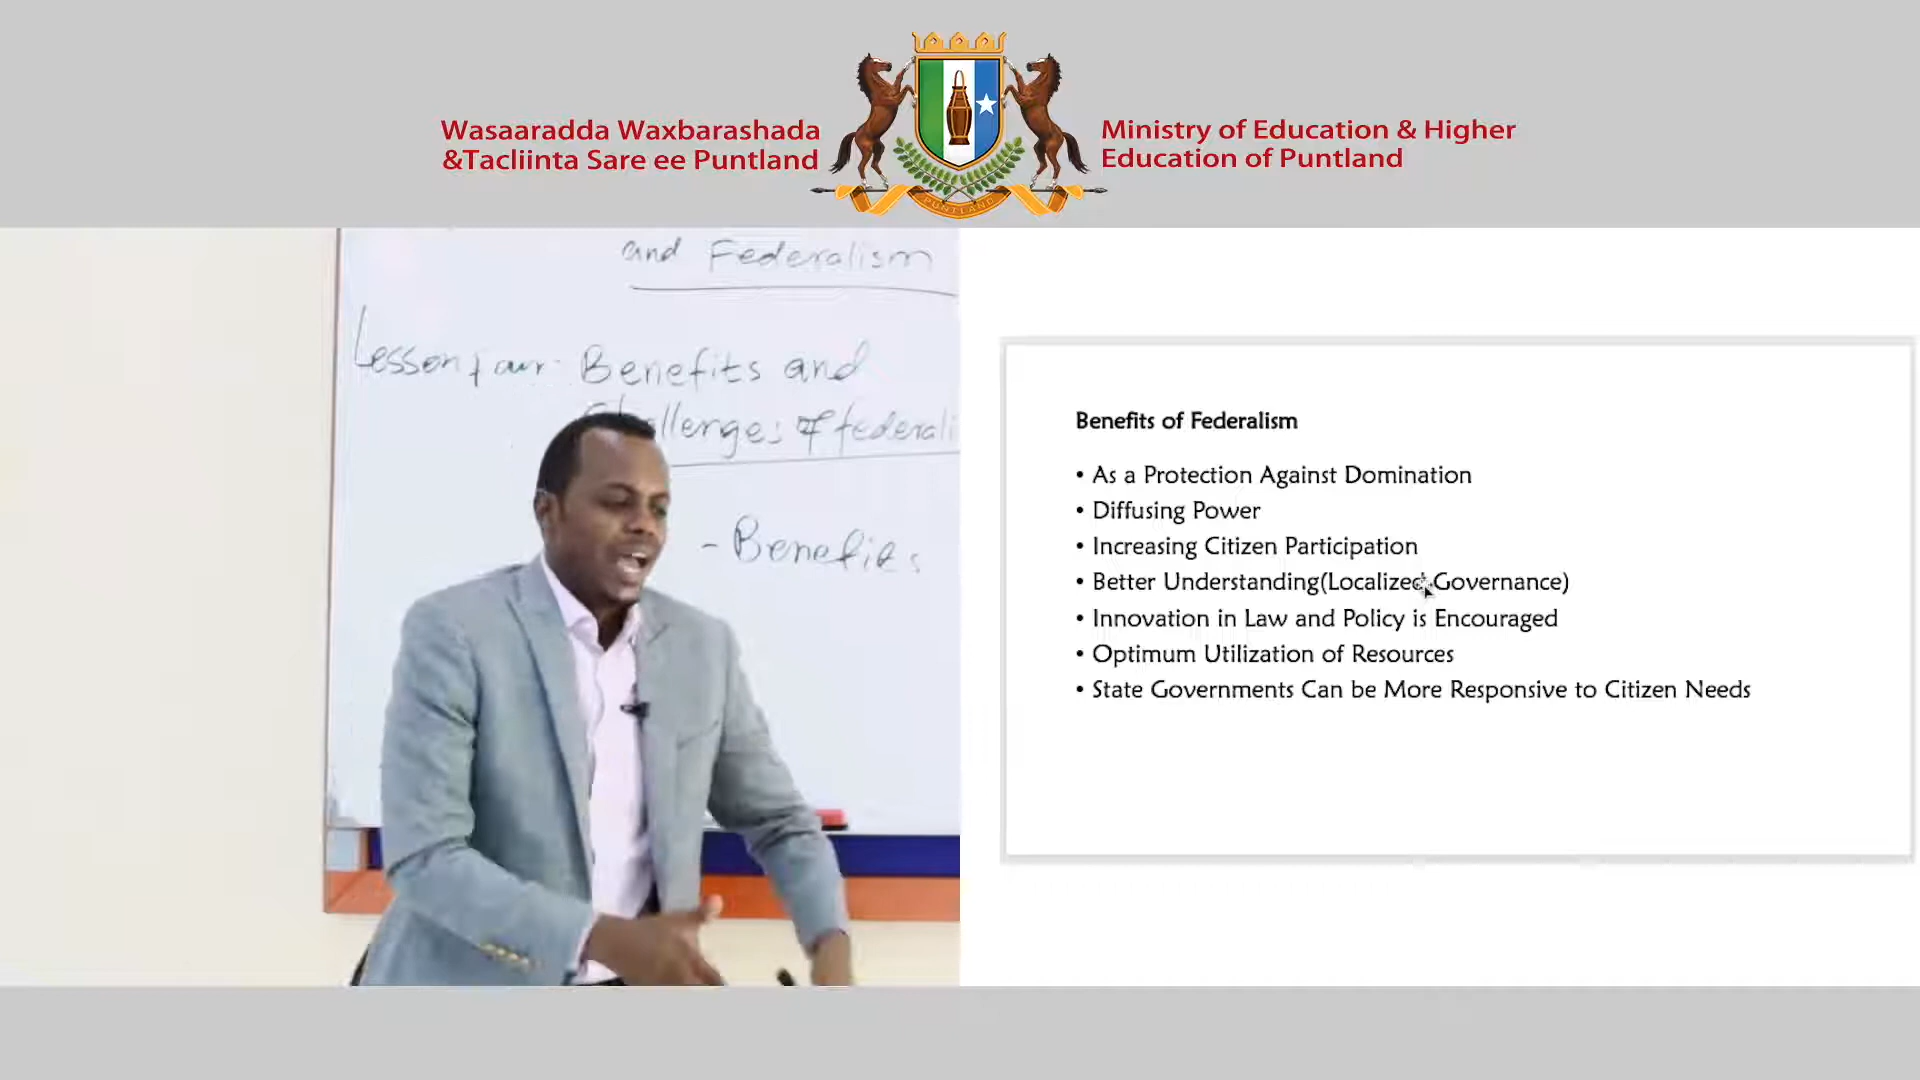 Wasaaradda Waxbarashada
&Tacliinta Sare ee Puntland
PUNTLAND
Ministry of Education & Higher
Education of Puntland
and Federalism
Lesson four - Benefits and
Challenges of federali
- Benefits
Benefits of Federalism
• As a Protection Against Domination
• Diffusing Power
• Increasing Citizen Participation
• Better Understanding(Localized Governance)
• Innovation in Law and Policy is Encouraged
• Optimum Utilization of Resources
• State Governments Can be More Responsive to Citizen Needs